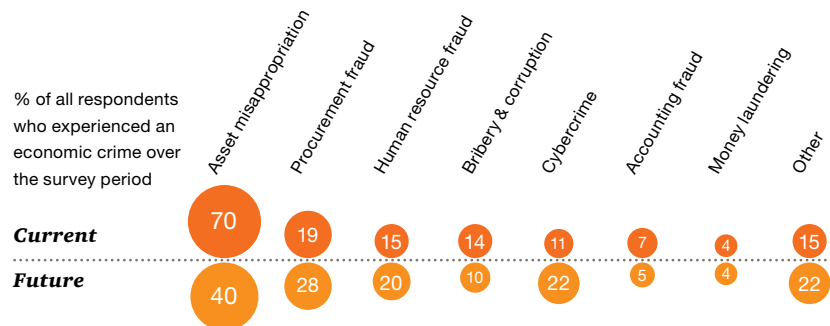 % of all respondents
who experienced an
economic crime over
the survey period
Asset misappropriation
Procurement fraud
Human resource fraud
Bribery & corruption
Cybercrime
Accounting fraud
Money laundering
Other
Current 70 19 15 14 11 7 4 15
Future 40 28 20 10 22 5 4 22